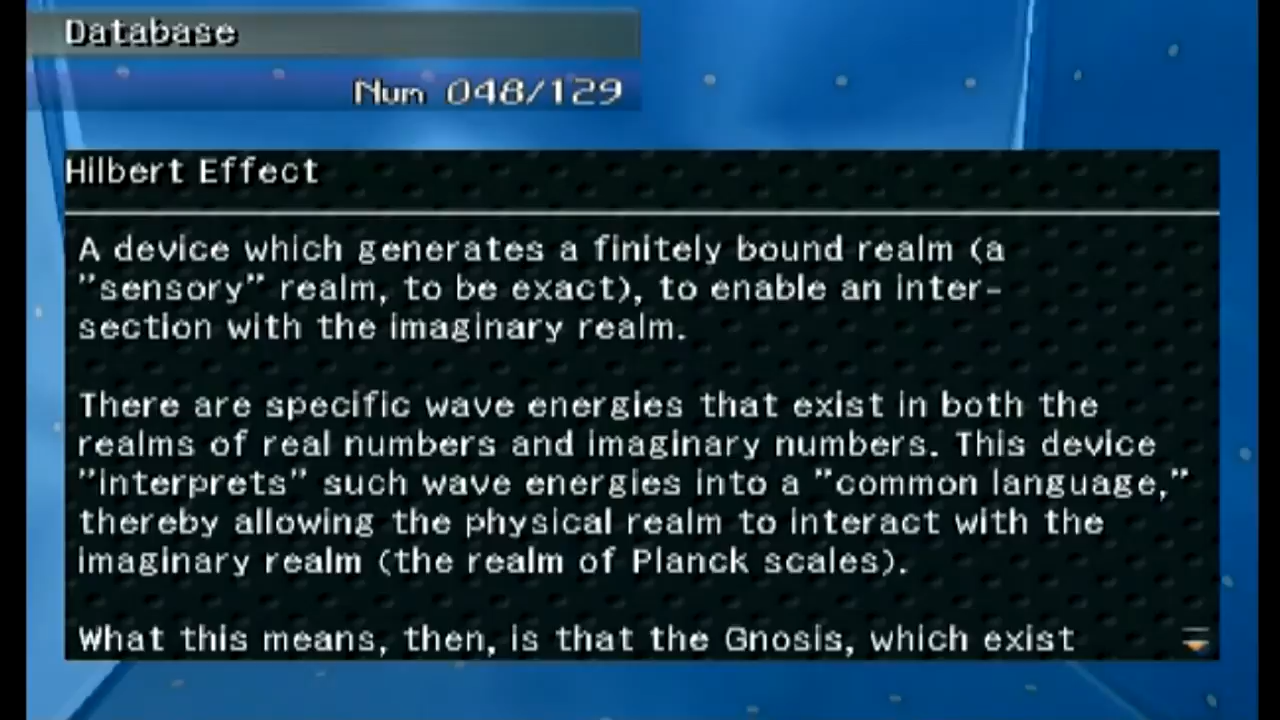 Database
Num 048/129
Hilbert Effect
A device which generates a finitely bound realm (a
"sensory" realm, to be exact), to enable an inter-
section with the imaginary realm.
There are specific wave energies that exist in both the
realms of real numbers and imaginary numbers. This device
"interprets" such wave energies into a "common language,"
thereby allowing the physical realm to interact with the
imaginary realm (the realm of Planck scales).
What this means, then, is that the Gnosis, which exist